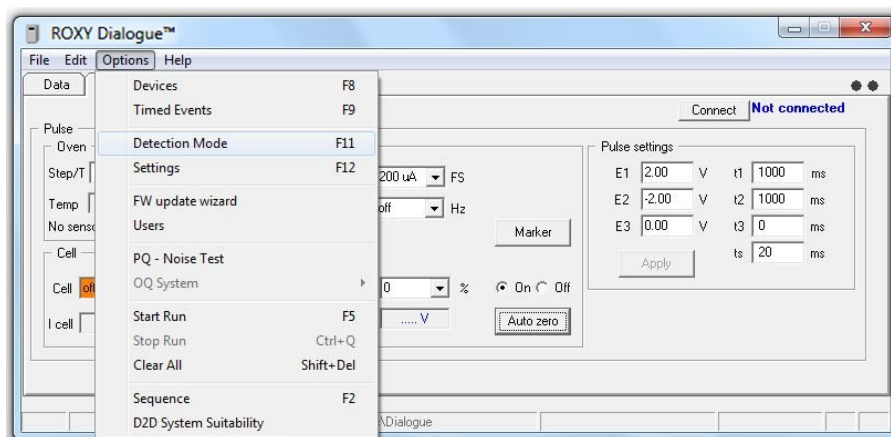 ROXY Dialogue™
File Edit Options Help
Data
Connect Not connected
Devices F8
Timed Events F9
Detection Mode F11
Settings F12
FW update wizard
Users
PQ - Noise Test
OQ System
Start Run F5
Stop Run Ctrl+Q
Clear All Shift+Del
Sequence F2
D2D System Suitability
Pulse
Oven
Step/T
Temp
No senso
Cell
Cell off
I cell
200 uA FS
off Hz
Marker
0 % On Off
..... V Auto zero
Pulse settings
E1 2.00 V t1 1000 ms
E2 -2.00 V t2 1000 ms
E3 0.00 V t3 0 ms
ts 20 ms
Apply
\Dialogue